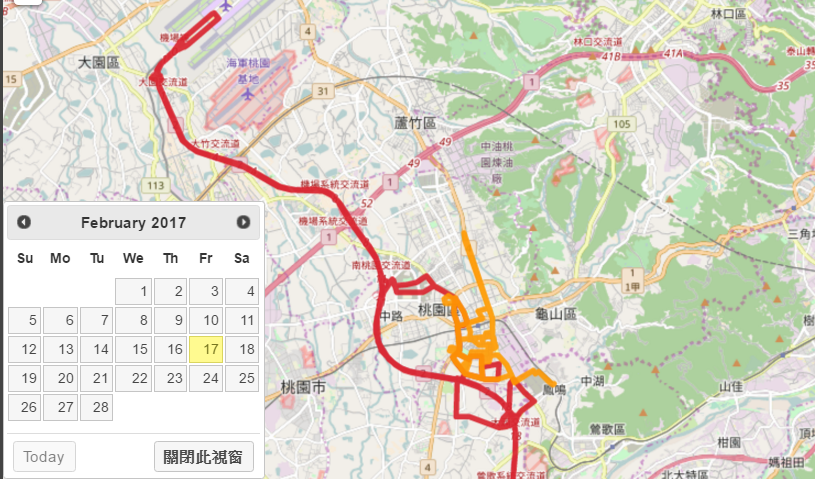 林口區
4
機場端
林口交流道
泰山轉
大園區
海軍桃園
基地
41B
41A
35
15
大園交流道
1
35
31
蘆竹區
105
大竹交流道
49
中油桃
園煉油
廠
49
1
113
機場系統交流道
52
機場系統交流道
1
三角埔
南桃園交流道
1
1甲
中路
桃園區
龜山區
樹
桃園市
鳳鳴
中湖
山佳
鶯歌區
頂埔
柑園
4
媽祖田
鶯歌系統交流道
北大特區
February 2017
Su Mo Tu We Th Fr Sa
1 2 3 4
5 6 7 8 9 10 11
12 13 14 15 16 17 18
19 20 21 22 23 24 25
26 27 28
Today 關閉此視窗